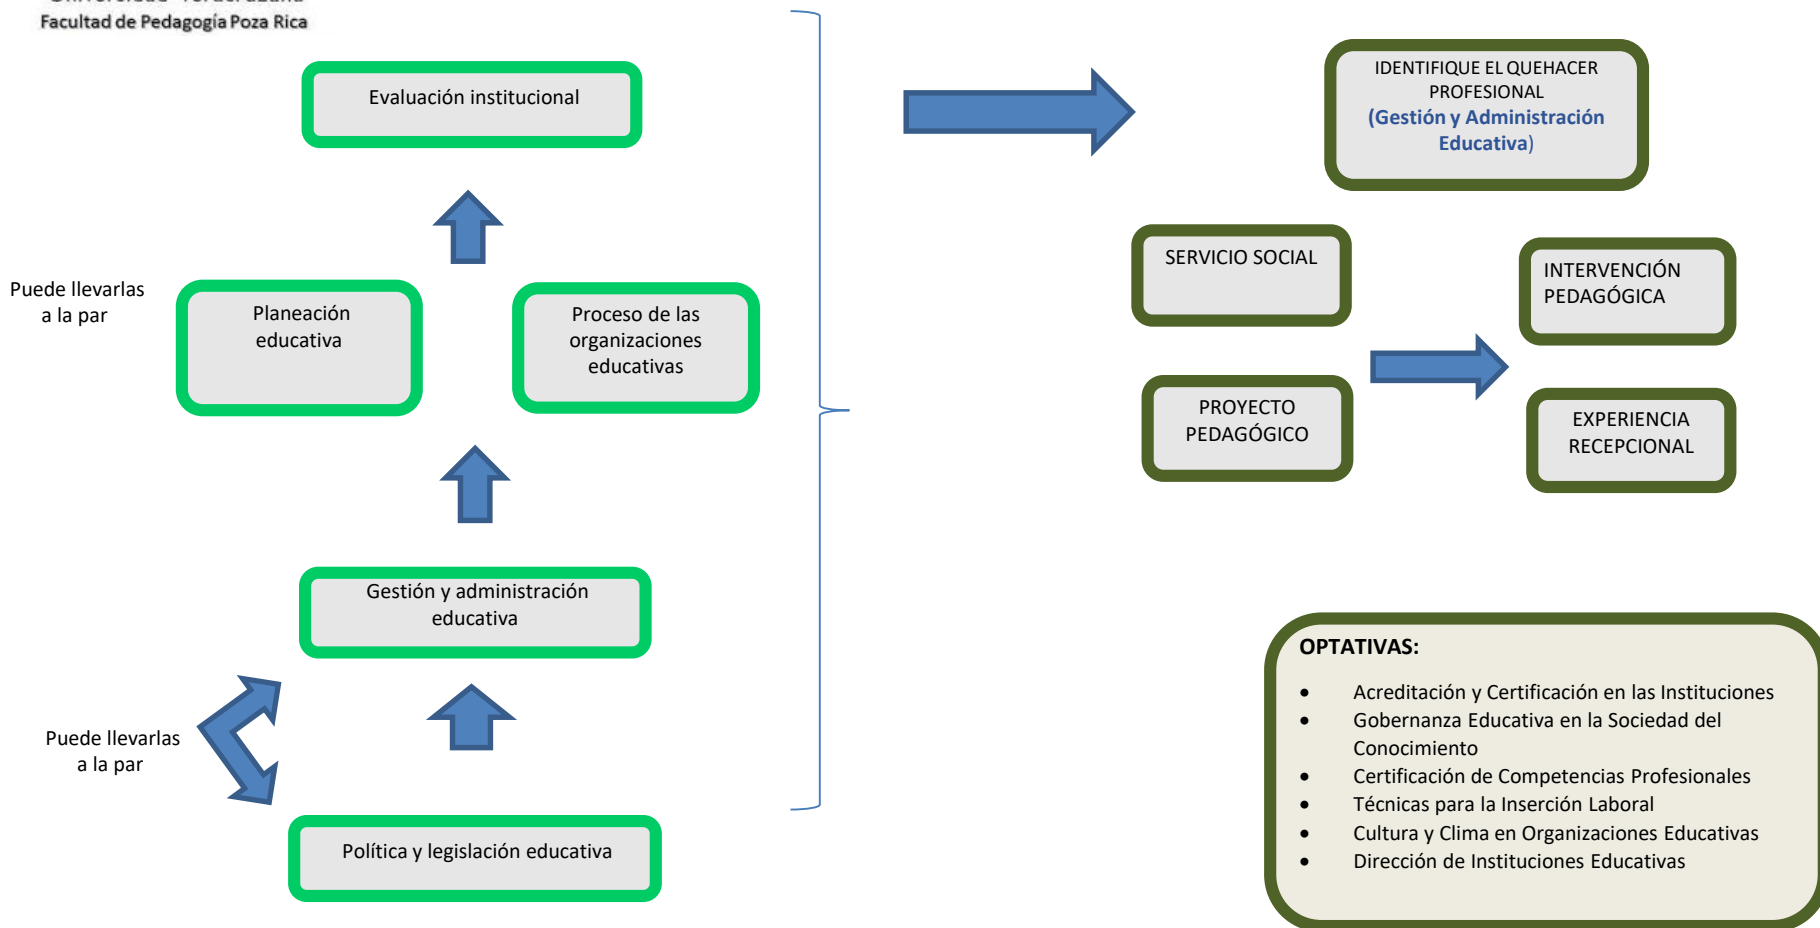 Facultad de Pedagogía Poza Rica
Evaluación institucional
Puede llevarlas
a la par
Planeación
educativa
Proceso de las
organizaciones
educativas
Gestión y administración
educativa
Puede llevarlas
a la par
Política y legislación educativa
IDENTIFIQUE EL QUEHACER
PROFESIONAL
(Gestión y Administración
Educativa)
SERVICIO SOCIAL
INTERVENCIÓN
PEDAGÓGICA
PROYECTO
PEDAGÓGICO
EXPERIENCIA
RECEPCIONAL
OPTATIVAS:
• Acreditación y Certificación en las Instituciones
• Gobernanza Educativa en la Sociedad del
Conocimiento
• Certificación de Competencias Profesionales
• Técnicas para la Inserción Laboral
• Cultura y Clima en Organizaciones Educativas
• Dirección de Instituciones Educativas